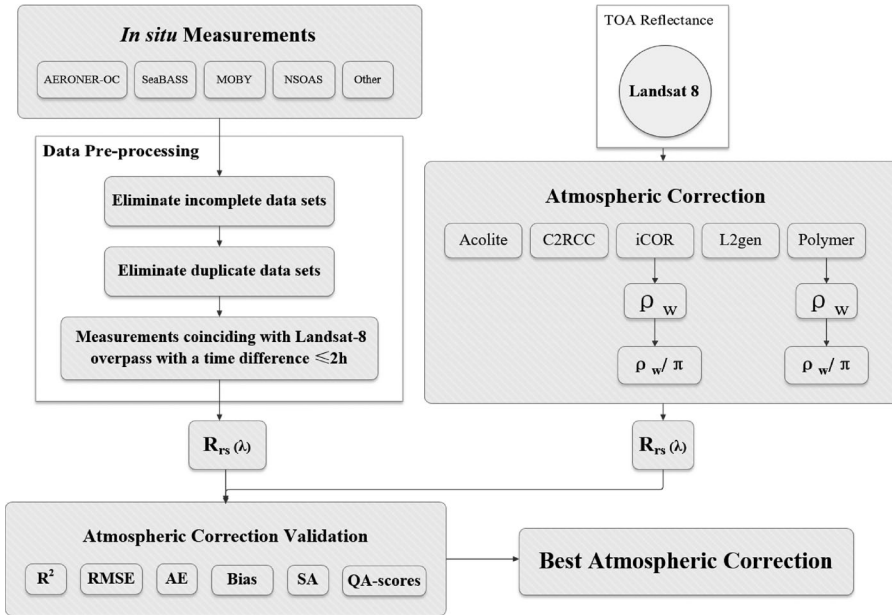 In situ Measurements
AERONER-OC
SeaBASS
MOBY
NSOAS
Other
Data Pre-processing
Eliminate incomplete data sets
Eliminate duplicate data sets
Measurements coinciding with Landsat-8
overpass with a time difference ≤2h
Rrs (λ)
TOA Reflectance
Landsat 8
Atmospheric Correction
Acolite
C2RCC
iCOR
L2gen
Polymer
ρ w
ρ w
ρ w/ π
ρ w/ π
Rrs (λ)
Atmospheric Correction Validation
R²
RMSE
AE
Bias
SA
QA-scores
Best Atmospheric Correction